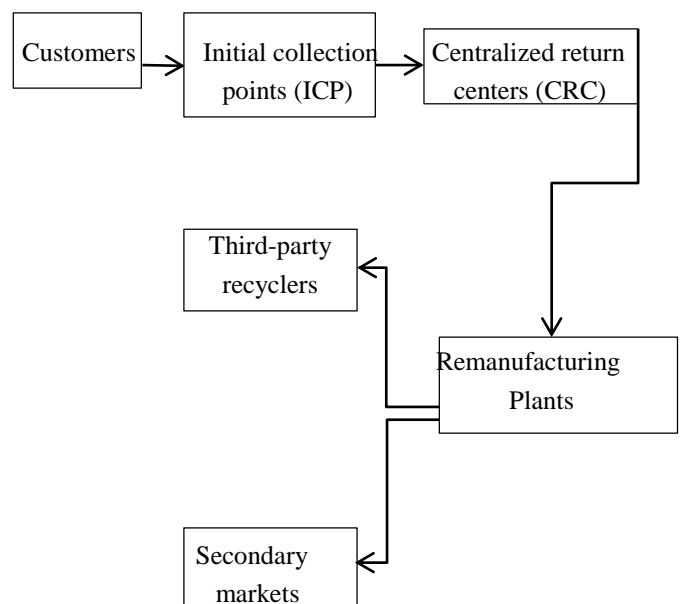 Customers
Initial collection
points (ICP)
Centralized return
centers (CRC)
Third-party
recyclers
Remanufacturing
Plants
Secondary
markets